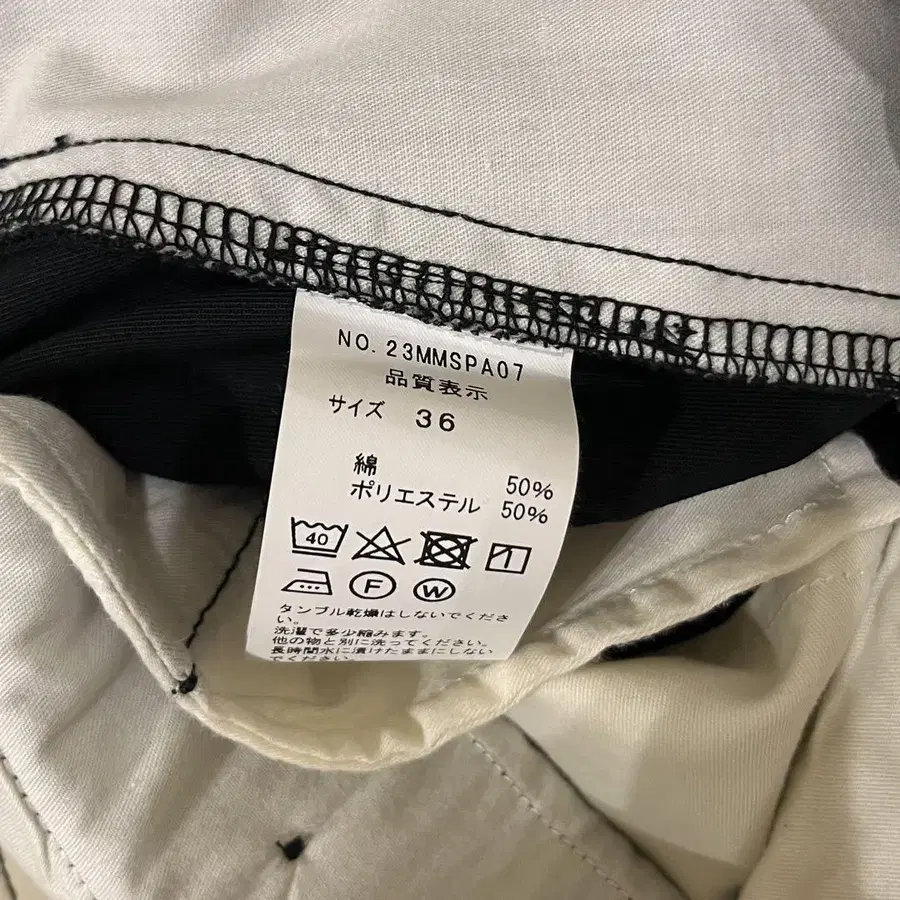 NO.23MMSPA07
品質表示
サイズ 36
綿 50%
ポリエステル 50%
40
F W
タンブル乾燥はしないでくださ
い。
洗濯で多少縮みます。
他の物と別に洗ってください。
長時間水に漬けたままにしない
でください。